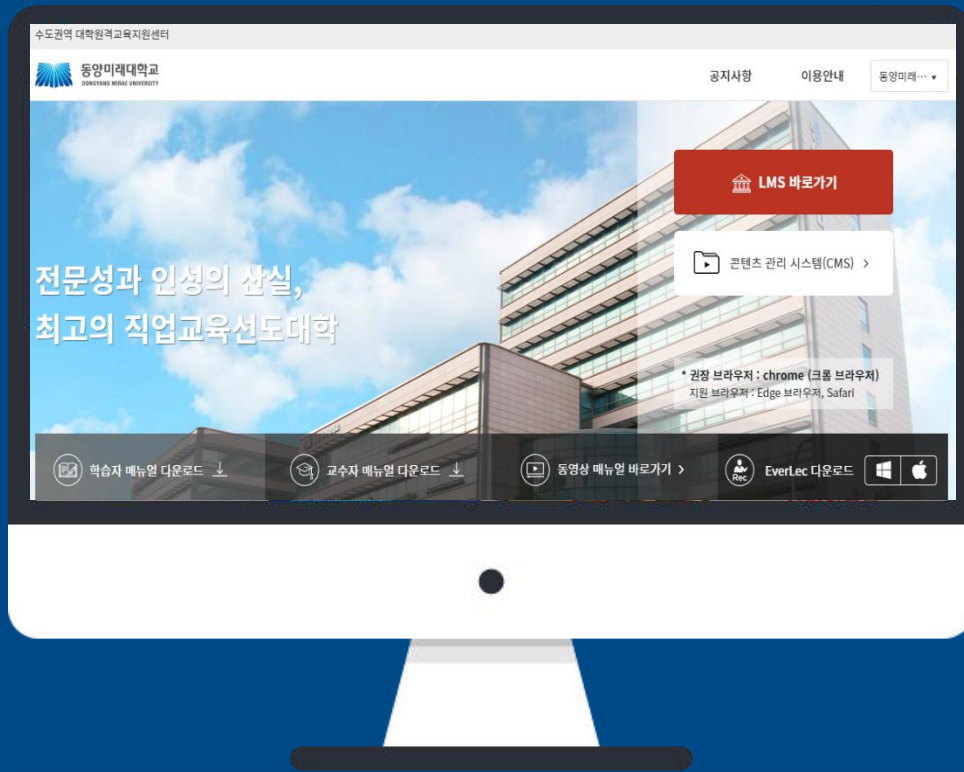 수도권역 대학원격교육지원센터
동양미래대학교
DONGYANG MIRAE UNIVERSITY
공지사항
이용안내
동양미래… ▾
LMS 바로가기
콘텐츠 관리 시스템(CMS) >
전문성과 인성의 산실,
최고의 직업교육선도대학
* 권장 브라우저 : chrome (크롬 브라우저)
지원 브라우저 : Edge 브라우저, Safari
학습자 매뉴얼 다운로드
교수자 매뉴얼 다운로드
동영상 매뉴얼 바로가기 >
Rec
EverLec 다운로드